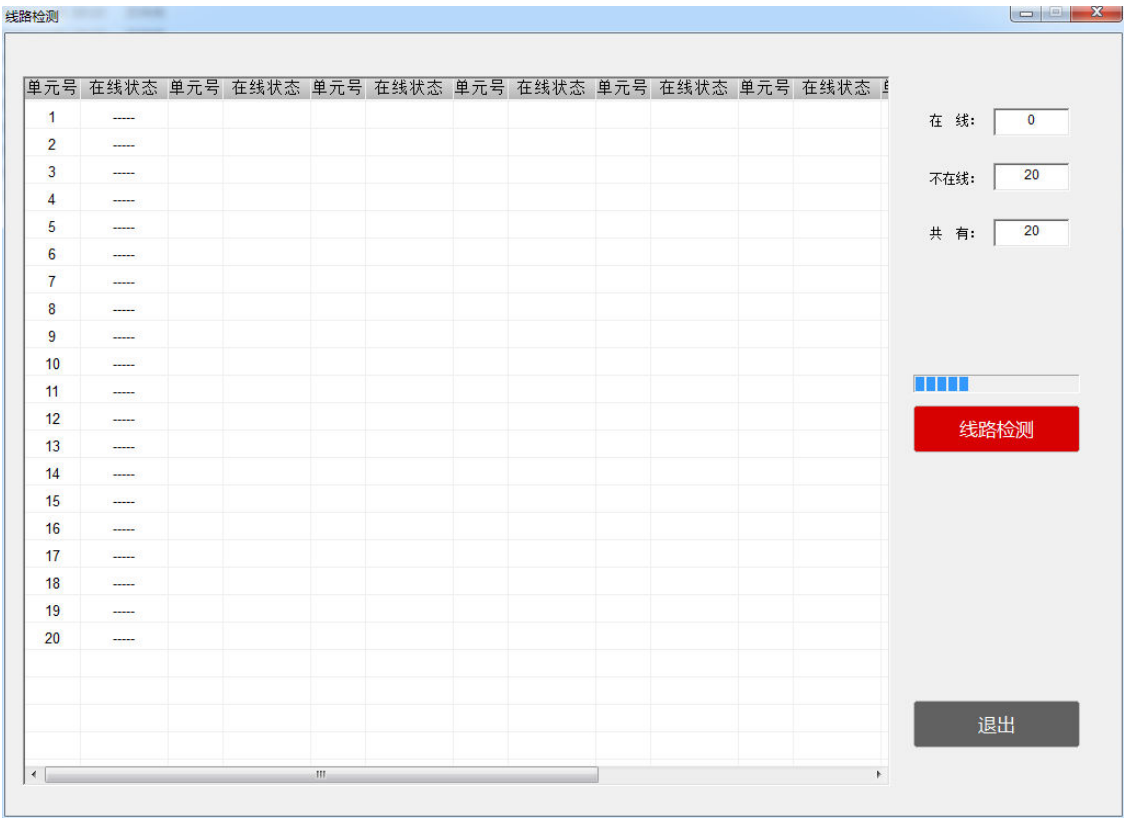 线路检测
单元号 在线状态 单元号 在线状态 单元号 在线状态 单元号 在线状态 单元号 在线状态 单元号 在线状态
1 -----
2 -----
3 -----
4 -----
5 -----
6 -----
7 -----
8 -----
9 -----
10 -----
11 -----
12 -----
13 -----
14 -----
15 -----
16 -----
17 -----
18 -----
19 -----
20 -----
在 线: 0
不在线: 20
共 有: 20
线路检测
退出